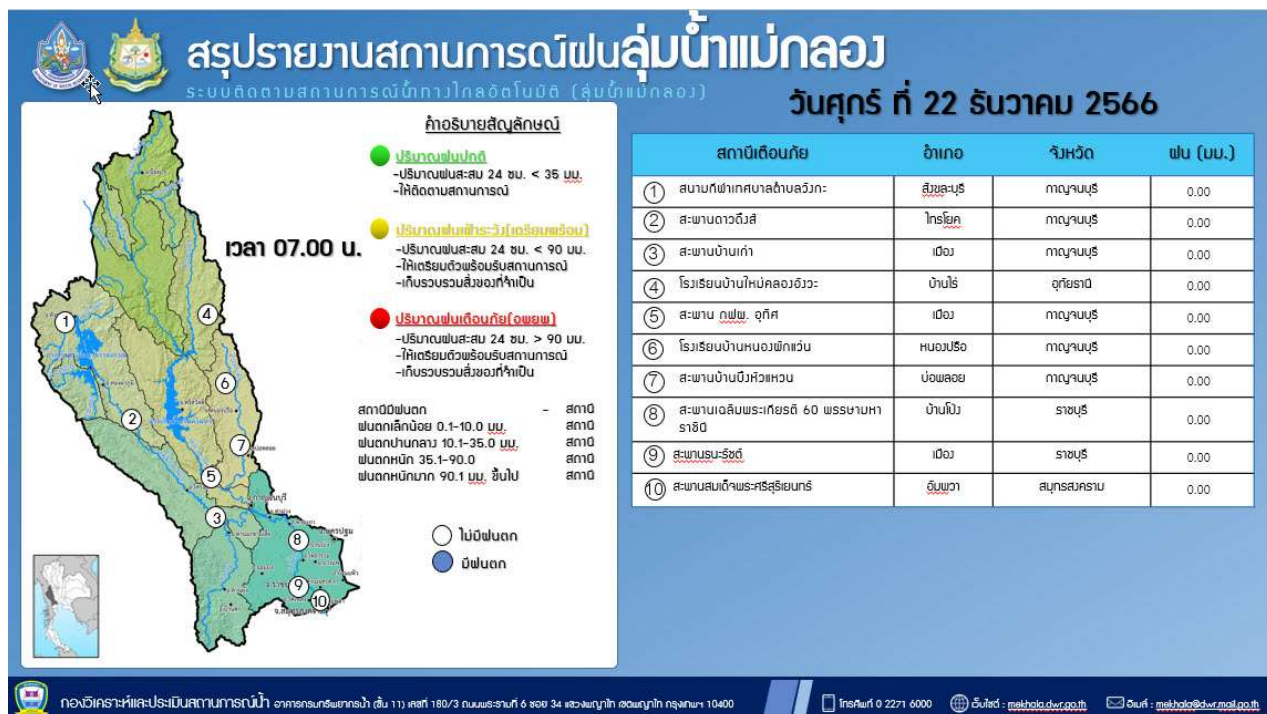 สรุปรายงานสถานการณ์ฝนลุ่มน้ำแม่กลอง
ระบบติดตามสถานการณ์น้ำทางไกลอัตโนมัติ (ลุ่มน้ำแม่กลอง)
วันศุกร์ ที่ 22 ธันวาคม 2566
เวลา 07.00 น.
1
2
3
4
5
6
7
8
9
10
คำอธิบายสัญลักษณ์
ปริมาณฝนปกติ
-ปริมาณฝนสะสม 24 ชม. < 35 มม.
-ให้ติดตามสถานการณ์
ปริมาณฝนเฝ้าระวัง(เตรียมพร้อม)
-ปริมาณฝนสะสม 24 ชม. < 90 มม.
-ให้เตรียมตัวพร้อมรับสถานการณ์
-เก็บรวบรวมสิ่งของที่จำเป็น
ปริมาณฝนเตือนภัย(อพยพ)
-ปริมาณฝนสะสม 24 ชม. > 90 มม.
-ให้เตรียมตัวพร้อมรับสถานการณ์
-เก็บรวบรวมสิ่งของที่จำเป็น
สถานีมีฝนตก - สถานี
ฝนตกเล็กน้อย 0.1-10.0 มม. สถานี
ฝนตกปานกลาง 10.1-35.0 มม. สถานี
ฝนตกหนัก 35.1-90.0 สถานี
ฝนตกหนักมาก 90.1 มม. ขึ้นไป สถานี
ไม่มีฝนตก
มีฝนตก
สถานีเตือนภัย อำเภอ จังหวัด ฝน (มม.)
1 สนามกีฬาเทศบาลตำบลวังกะ สังขละบุรี กาญจนบุรี 0.00
2 สะพานดาวดึงส์ ไทรโยค กาญจนบุรี 0.00
3 สะพานบ้านเก่า เมือง กาญจนบุรี 0.00
4 โรงเรียนบ้านใหม่คลองอังวะ บ้านไร่ อุทัยธานี 0.00
5 สะพาน กฟผ. อุทิศ เมือง กาญจนบุรี 0.00
6 โรงเรียนบ้านหนองผักแว่น หนองปรือ กาญจนบุรี 0.00
7 สะพานบ้านบึงหัวแหวน บ่อพลอย กาญจนบุรี 0.00
8 สะพานเฉลิมพระเกียรติ 60 พรรษามหา
ราชินี บ้านโป่ง ราชบุรี 0.00
9 สะพานธนะรัชต์ เมือง ราชบุรี 0.00
10 สะพานสมเด็จพระศรีสุริเยนทร์ อัมพวา สมุทรสงคราม 0.00
กองวิเคราะห์และประเมินสถานการณ์น้ำ อาคารกรมทรัพยากรน้ำ (ชั้น 11) เลขที่ 180/3 ถนนพระรามที่ 6 ซอย 34 แขวงพญาไท เขตพญาไท กรุงเทพฯ 10400
โทรศัพท์ 0 2271 6000
เว็บไซต์ : mekhala.dwr.go.th
อีเมล์ : mekhala@dwr.mail.go.th